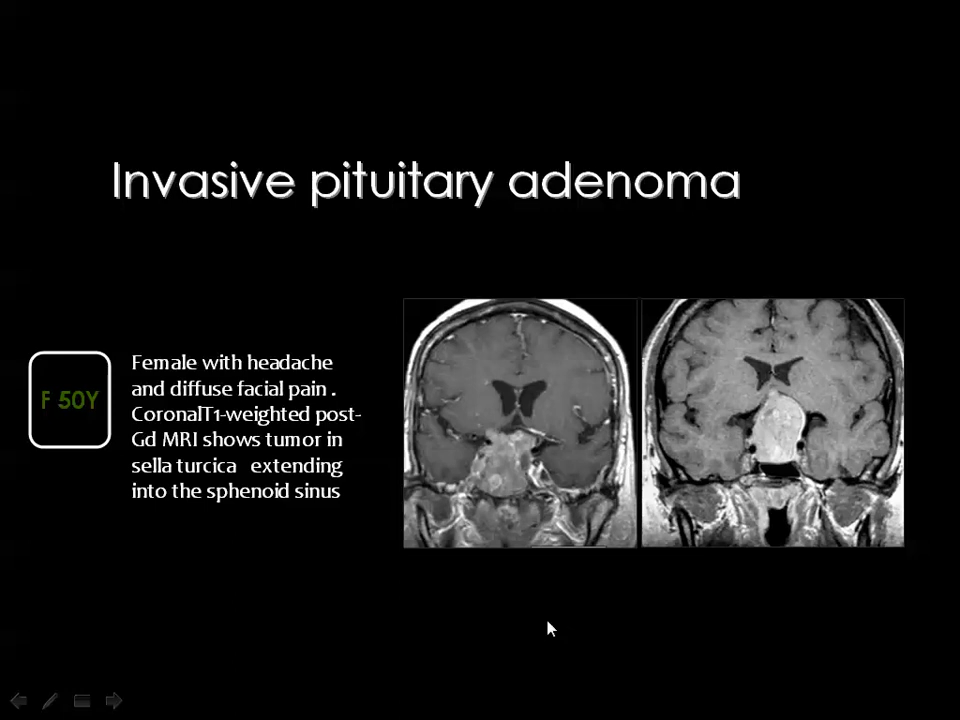 Invasive pituitary adenoma
F 50Y
Female with headache
and diffuse facial pain .
CoronalT1-weighted post-
Gd MRI shows tumor in
sella turcica extending
into the sphenoid sinus